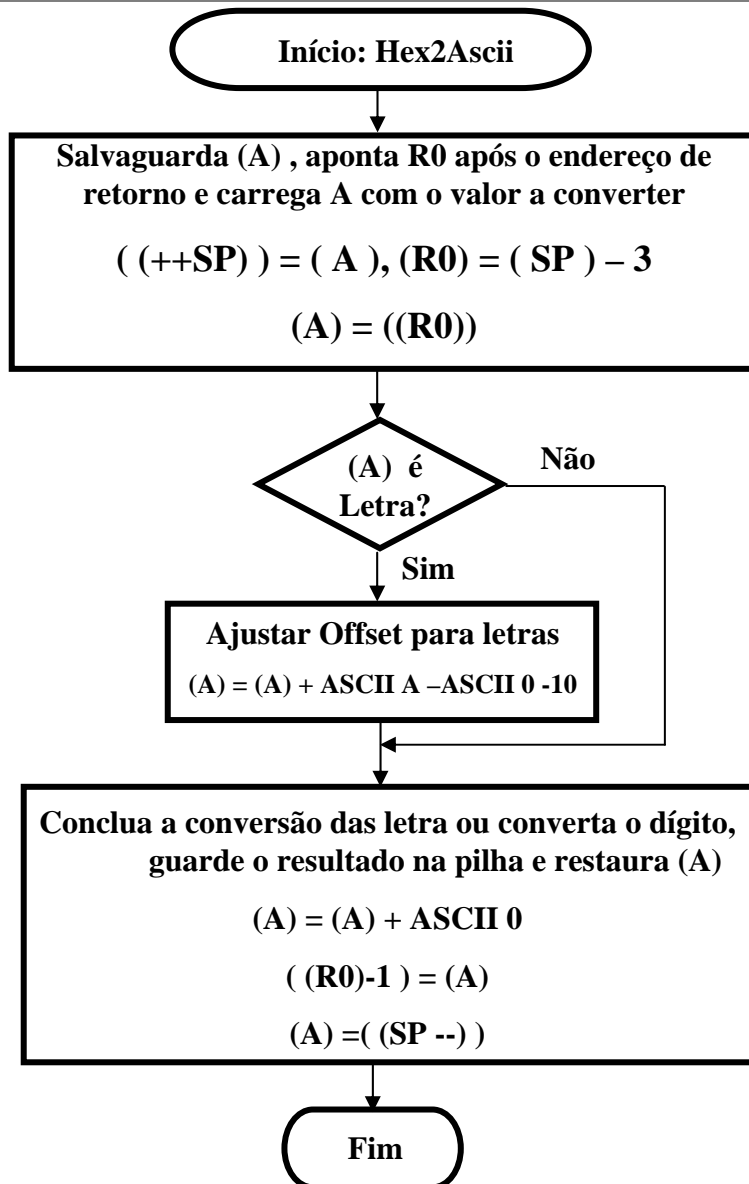 Início: Hex2Ascii
Salvaguarda (A) , aponta R0 após o endereço de
retorno e carrega A com o valor a converter
( (++SP) ) = ( A ), (R0) = ( SP ) – 3
(A) = ((R0))
(A) é
Letra?
Não
Sim
Ajustar Offset para letras
(A) = (A) + ASCII A –ASCII 0 -10
Conclua a conversão das letra ou converta o dígito,
guarde o resultado na pilha e restaura (A)
(A) = (A) + ASCII 0
( (R0)-1 ) = (A)
(A) =( (SP --) )
Fim